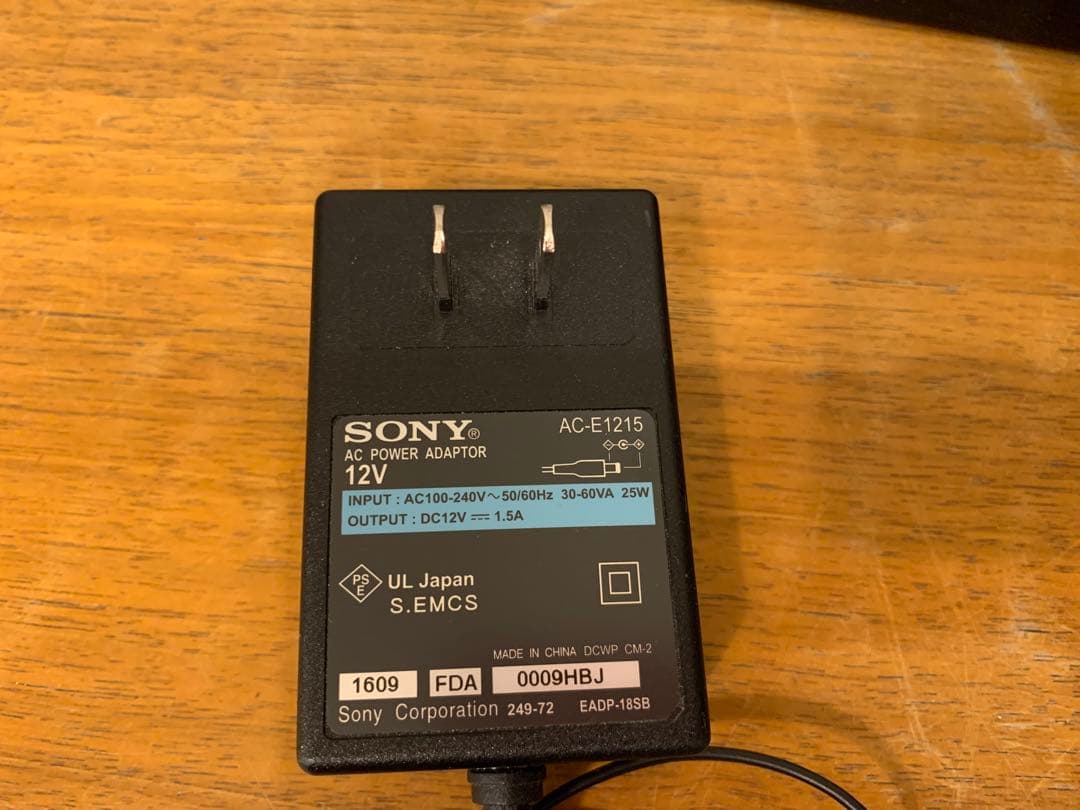 SONY® AC-E1215
AC POWER ADAPTOR
12V
INPUT : AC100-240V～50/60Hz 30-60VA 25W
OUTPUT : DC12V ⎓ 1.5A
PS
E
UL Japan
S.EMCS
MADE IN CHINA DCWP CM-2
1609 FDA 0009HBJ
Sony Corporation 249-72 EADP-18SB